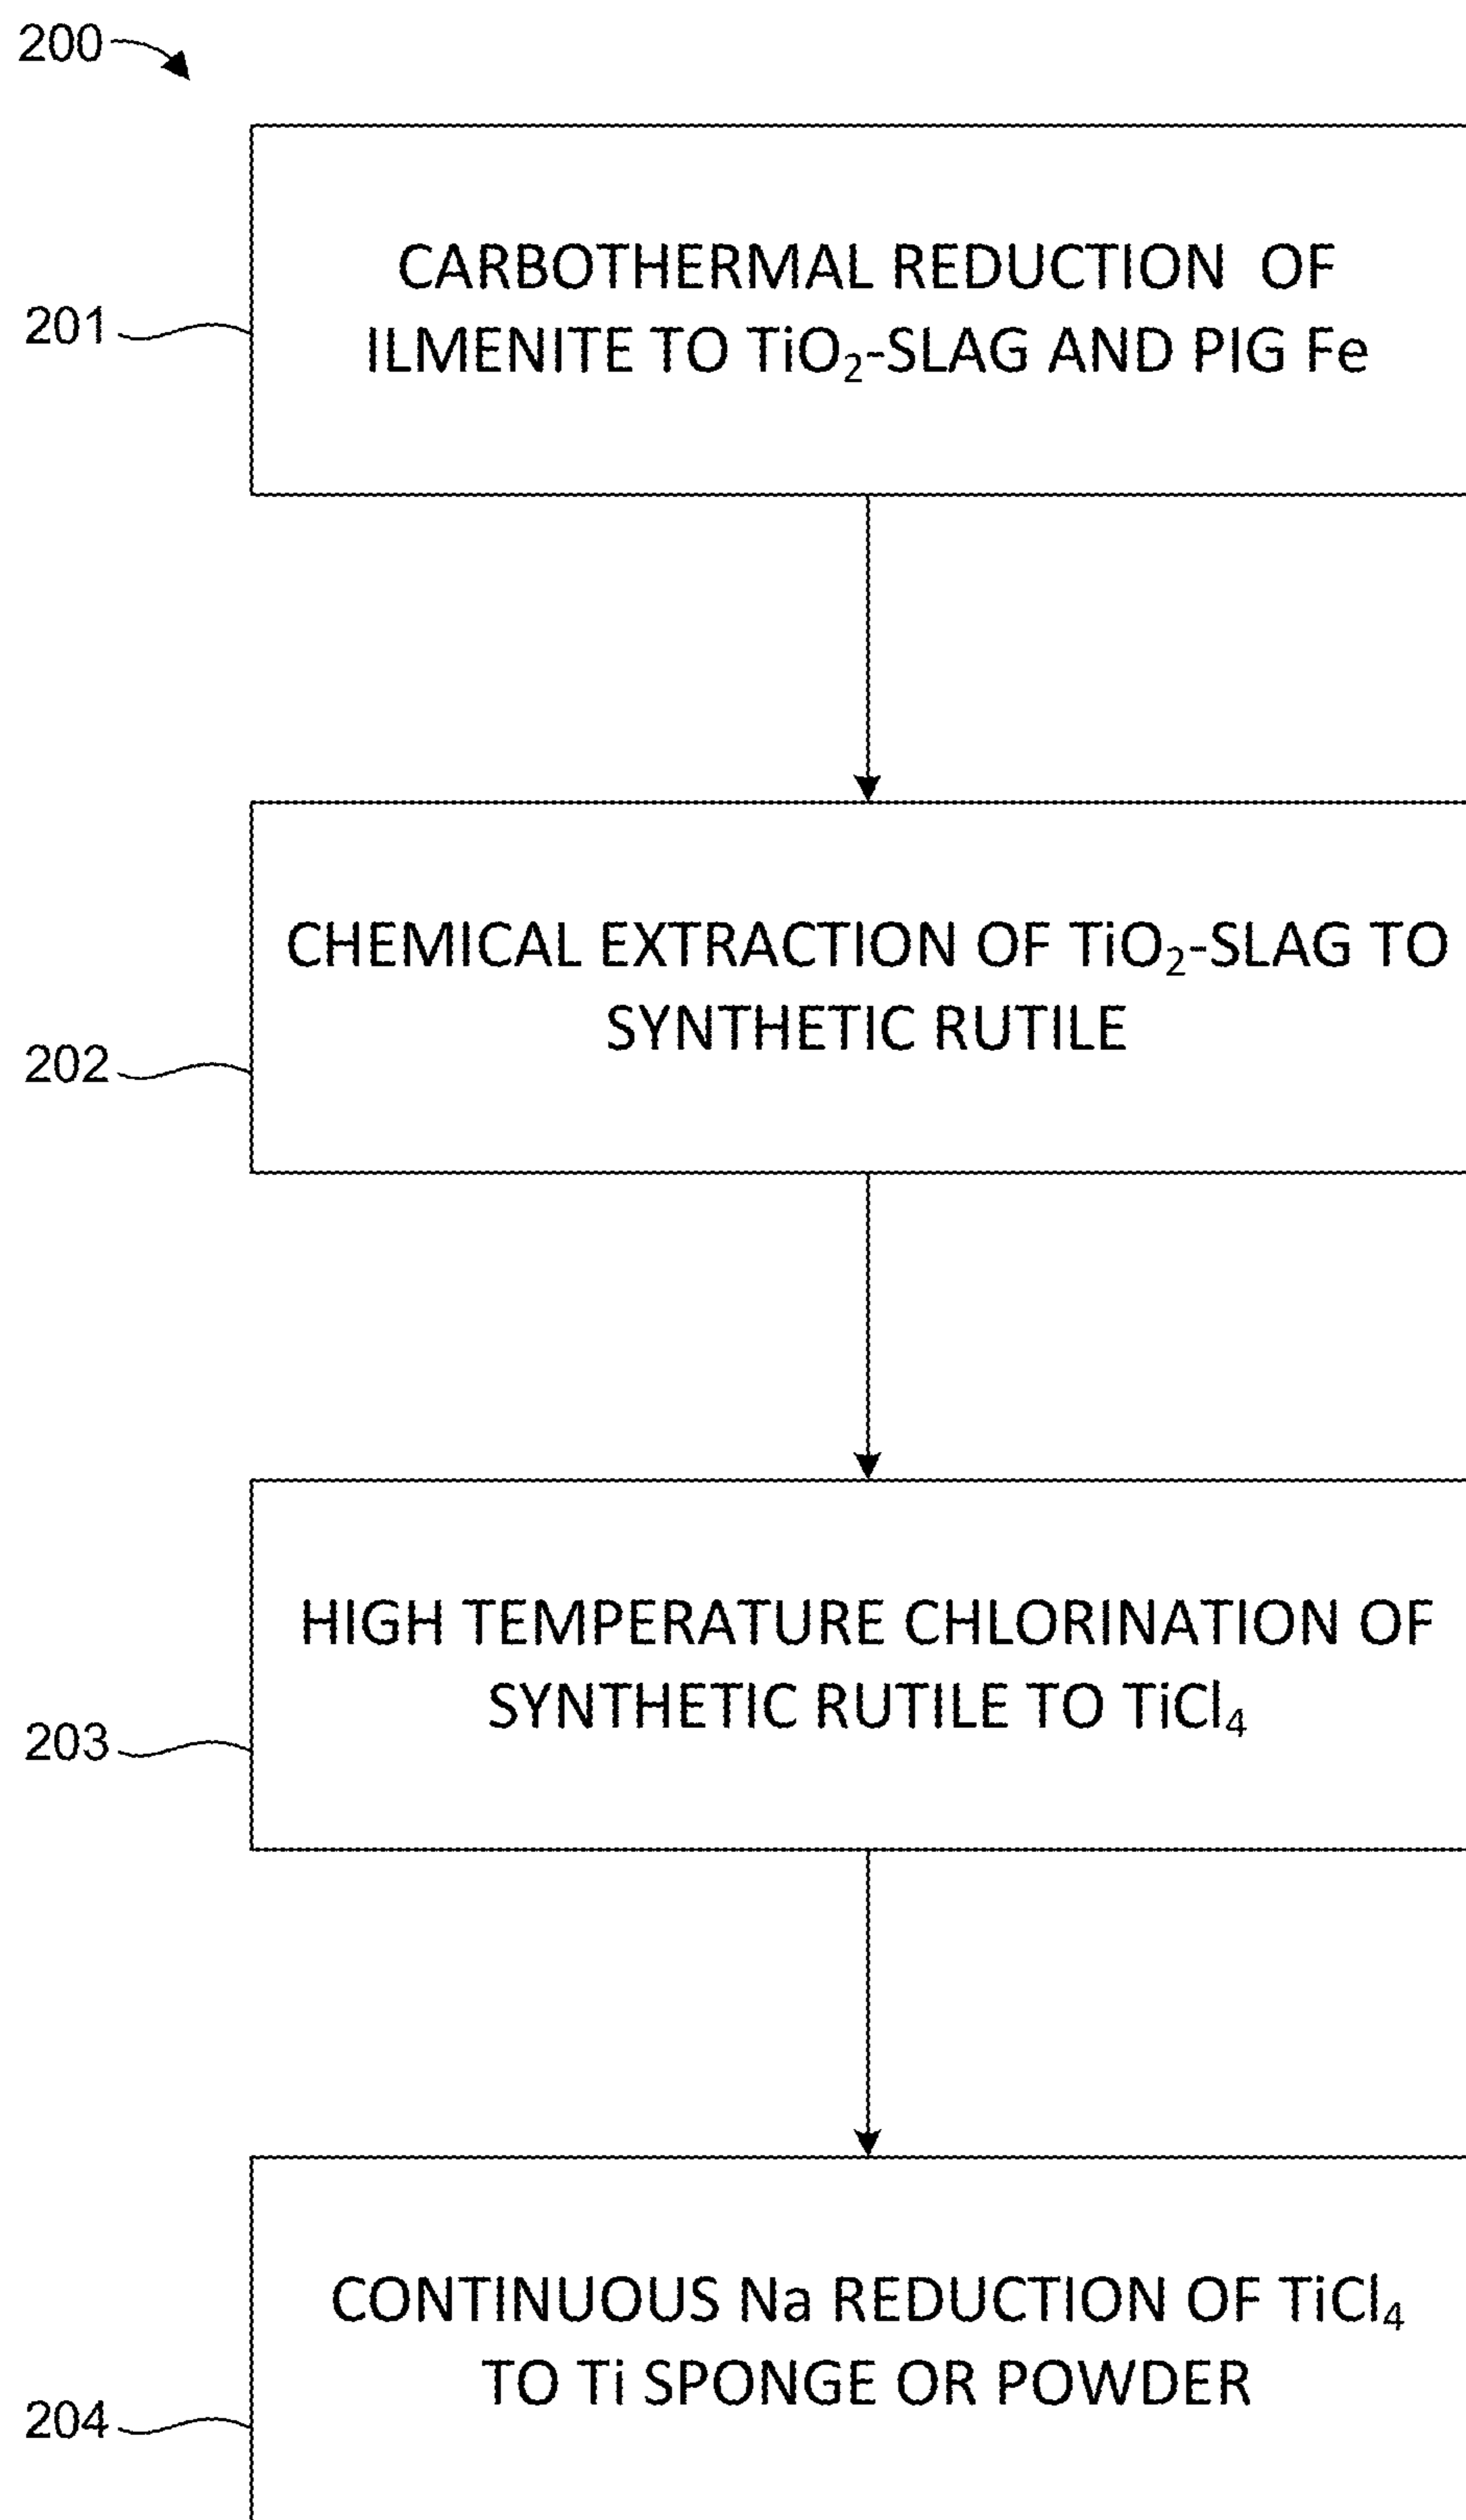 200
CARBOTHERMAL REDUCTION OF
201
ILMENITE TO TiO₂-SLAG AND PIG Fe
CHEMICAL EXTRACTION OF TiO₂-SLAG TO
SYNTHETIC RUTILE
202
HIGH TEMPERATURE CHLORINATION OF
SYNTHETIC RUTILE TO TiCl₄
203
CONTINUOUS Na REDUCTION OF TiCl₄
TO Ti SPONGE OR POWDER
204